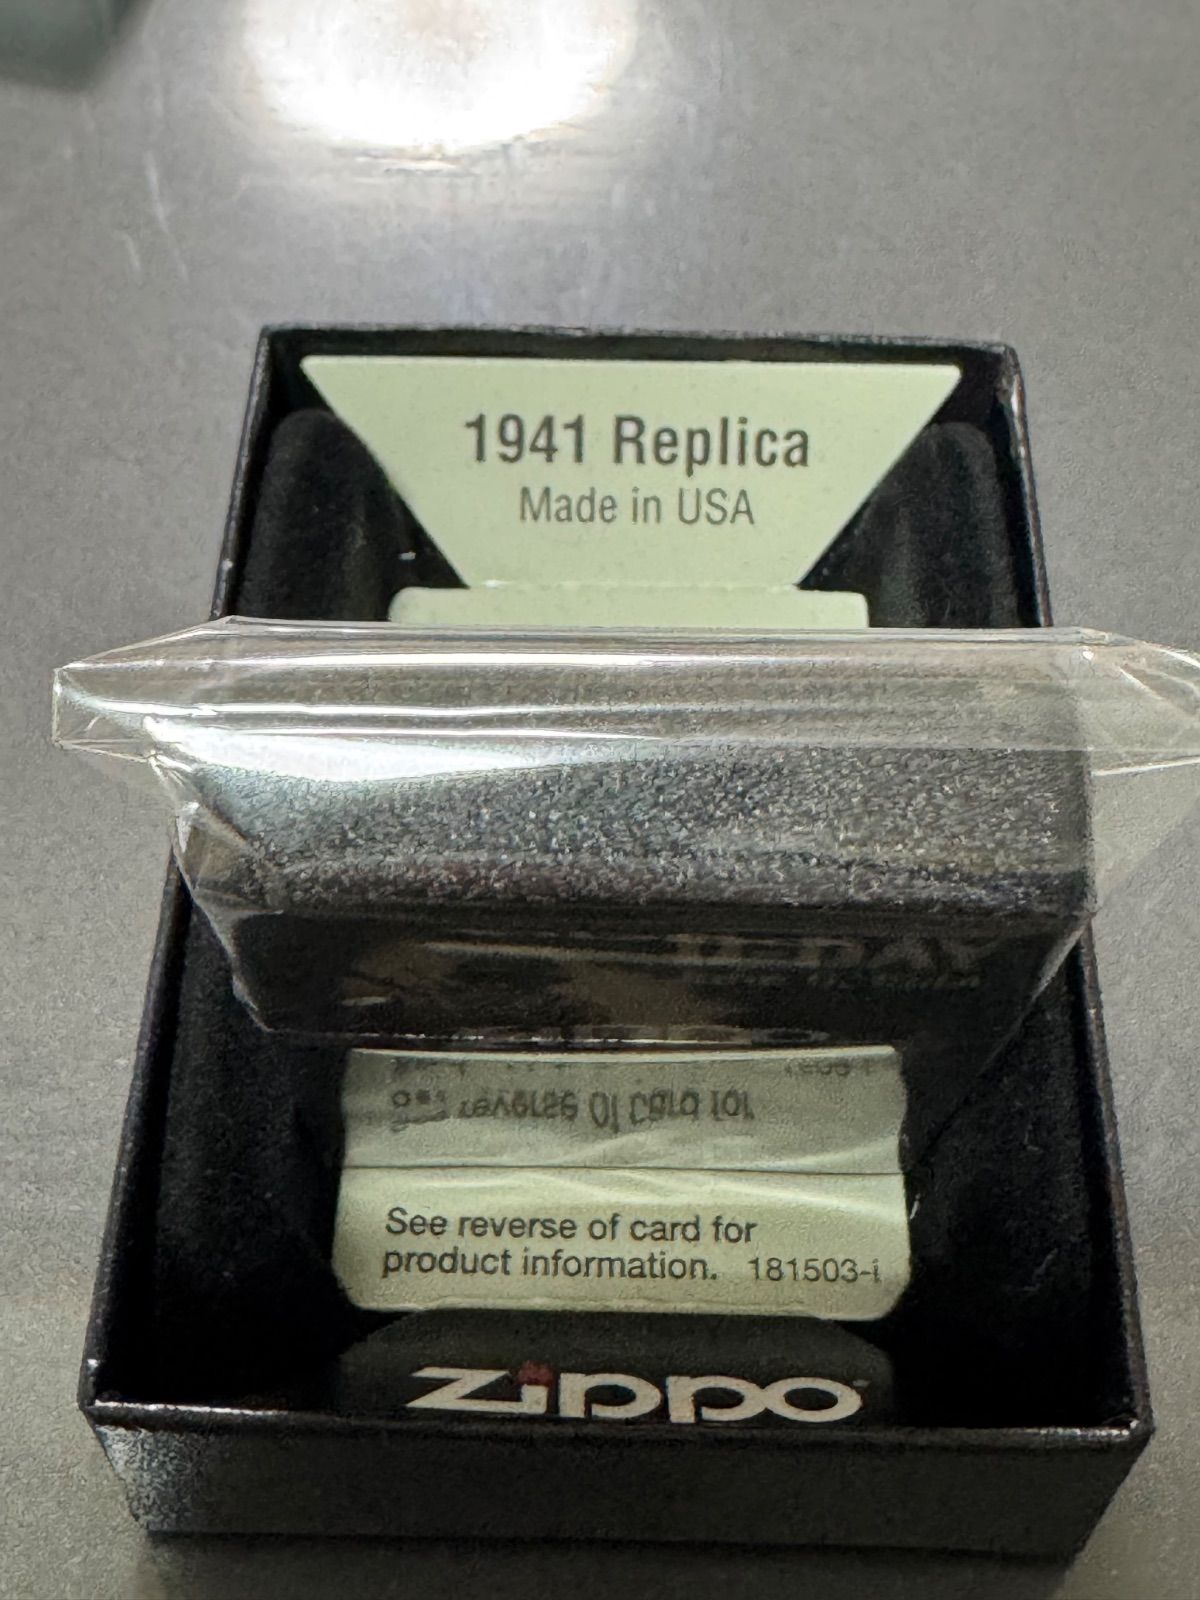 1941 Replica
Made in USA
See reverse of card for
product information. 181503-i
zippo